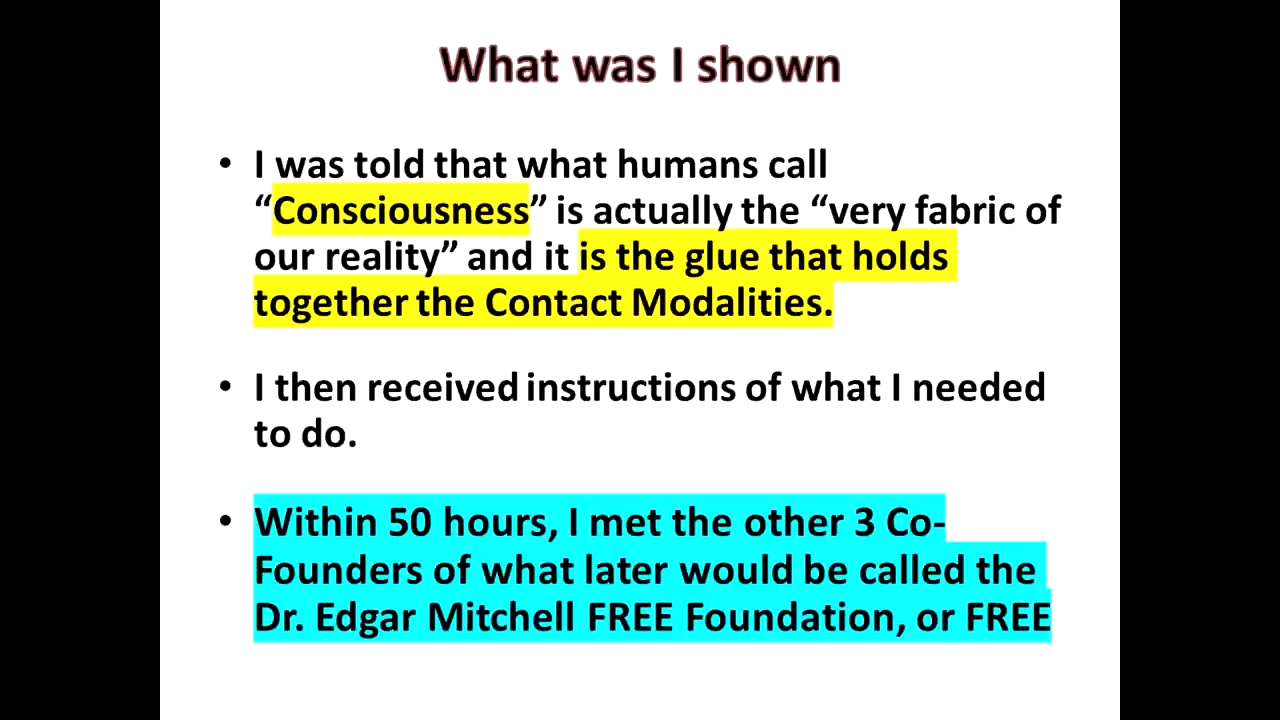 What was I shown
• I was told that what humans call
“Consciousness” is actually the “very fabric of
our reality” and it is the glue that holds
together the Contact Modalities.
• I then received instructions of what I needed
to do.
• Within 50 hours, I met the other 3 Co-
Founders of what later would be called the
Dr. Edgar Mitchell FREE Foundation, or FREE